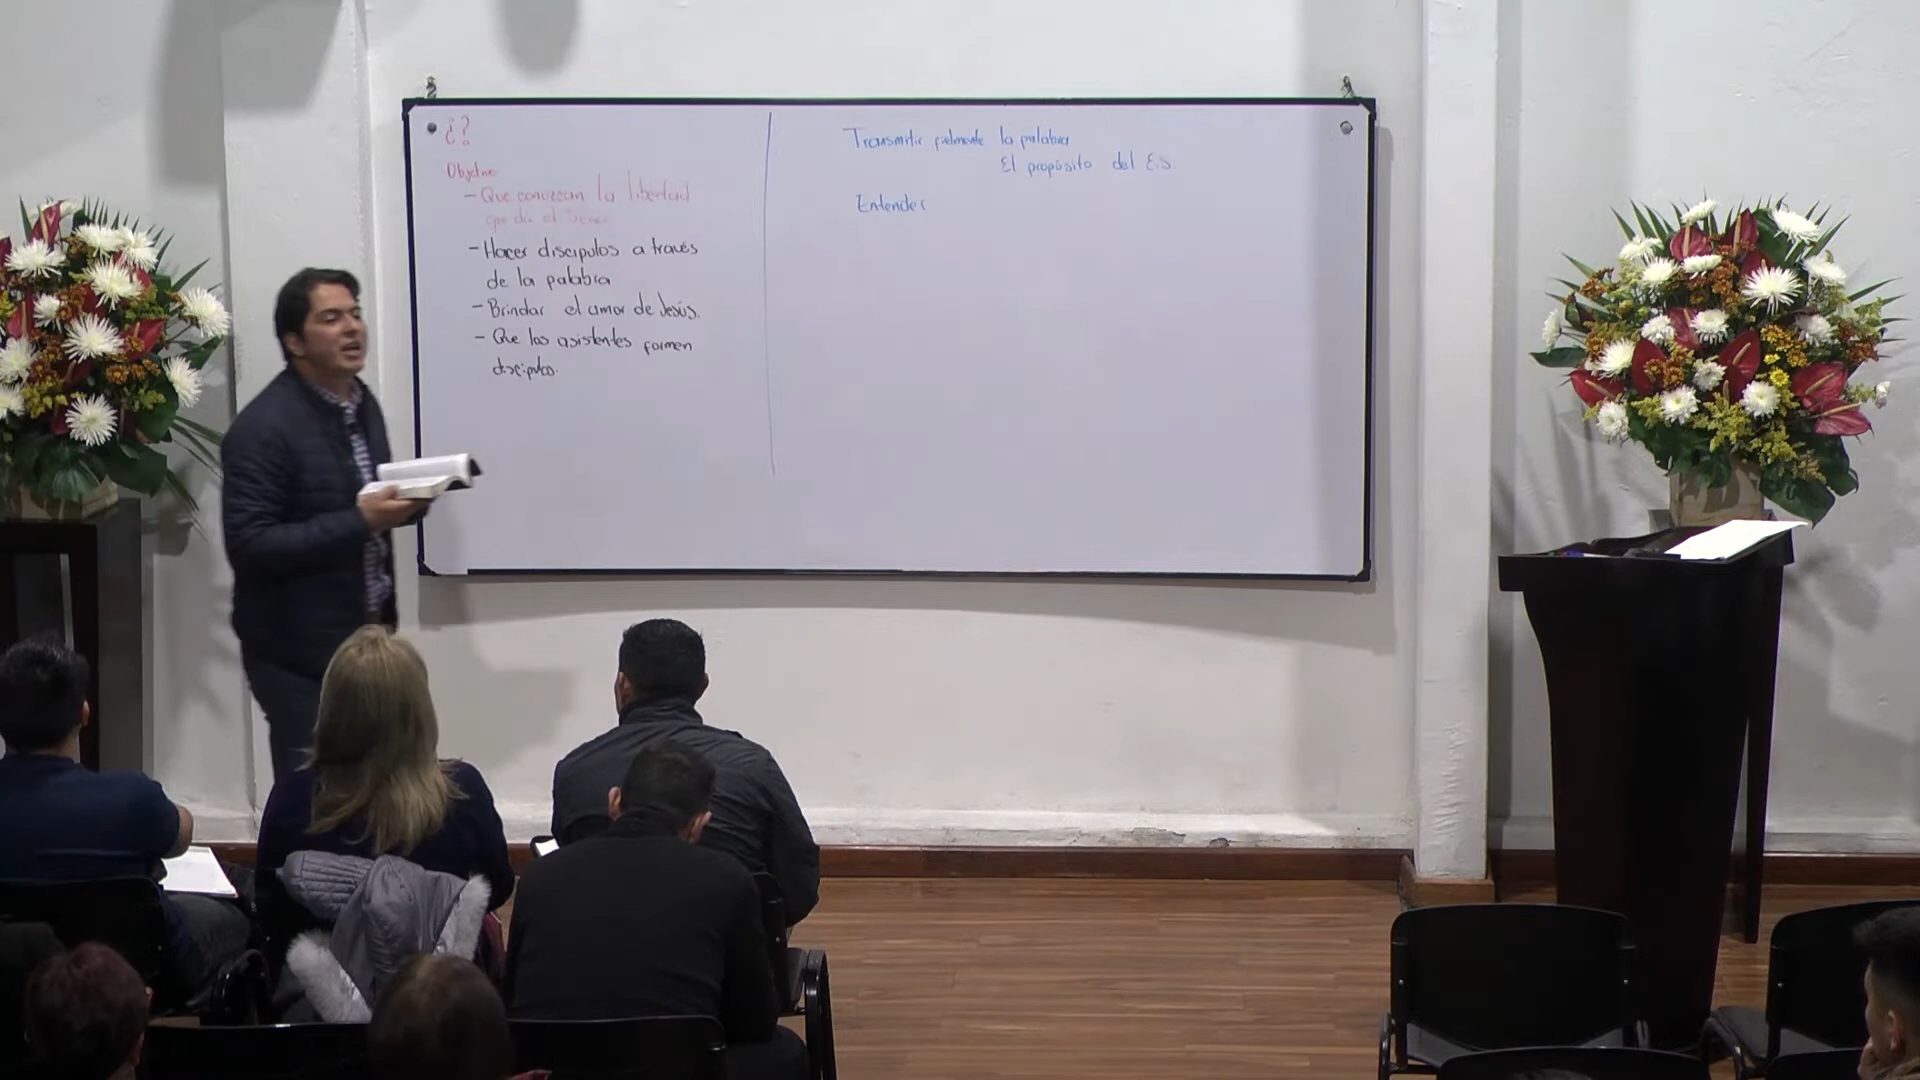 ¿?
Objetivo
- Que conozcan la libertad
que da el Señor
- Hacer discipulos a través
de la palabra
- Brindar el amor de Jesús.
- Que los asistentes formen
discipulos.
Transmitir fielmente la palabra
El propósito del E.S.
Entender